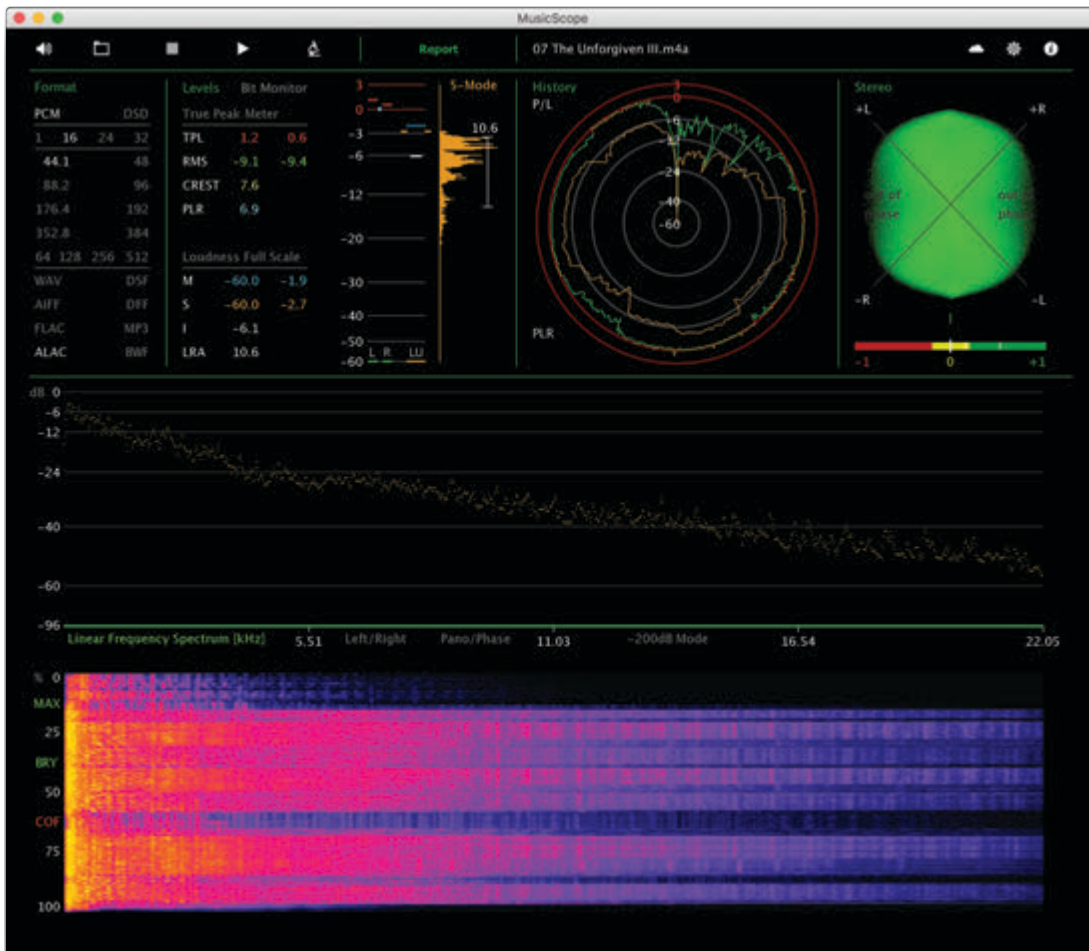 MusicScope
Report
07 The Unforgiven III.m4a
Format
PCM DSD
1 16 24 32
44.1 48
88.2 96
176.4 192
352.8 384
64 128 256 512
WAV DSF
AIFF DFF
FLAC MP3
ALAC BWF
Levels Bit Monitor
True Peak Meter
TPL 1.2 0.6
RMS -9.1 -9.4
CREST 7.6
PLR 6.9
Loudness Full Scale
M -60.0 -1.9
S -60.0 -2.7
I -6.1
LRA 10.6
3
0
-3
-6
-12
-20
-30
-40
-50
-60
L R LU
S-Mode
10.6
History
P/L
3
0
-6
-12
-24
-40
-60
PLR
Stereo
+L +R
out of
phase
-R -L
-1 0 +1
dB 0
-6
-12
-24
-40
-60
-96
Linear Frequency Spectrum [kHz] 5.51 Left/Right Pano/Phase 11.03 -200dB Mode 16.54 22.05
% 0
MAX
25
BRY
50
COF
75
100